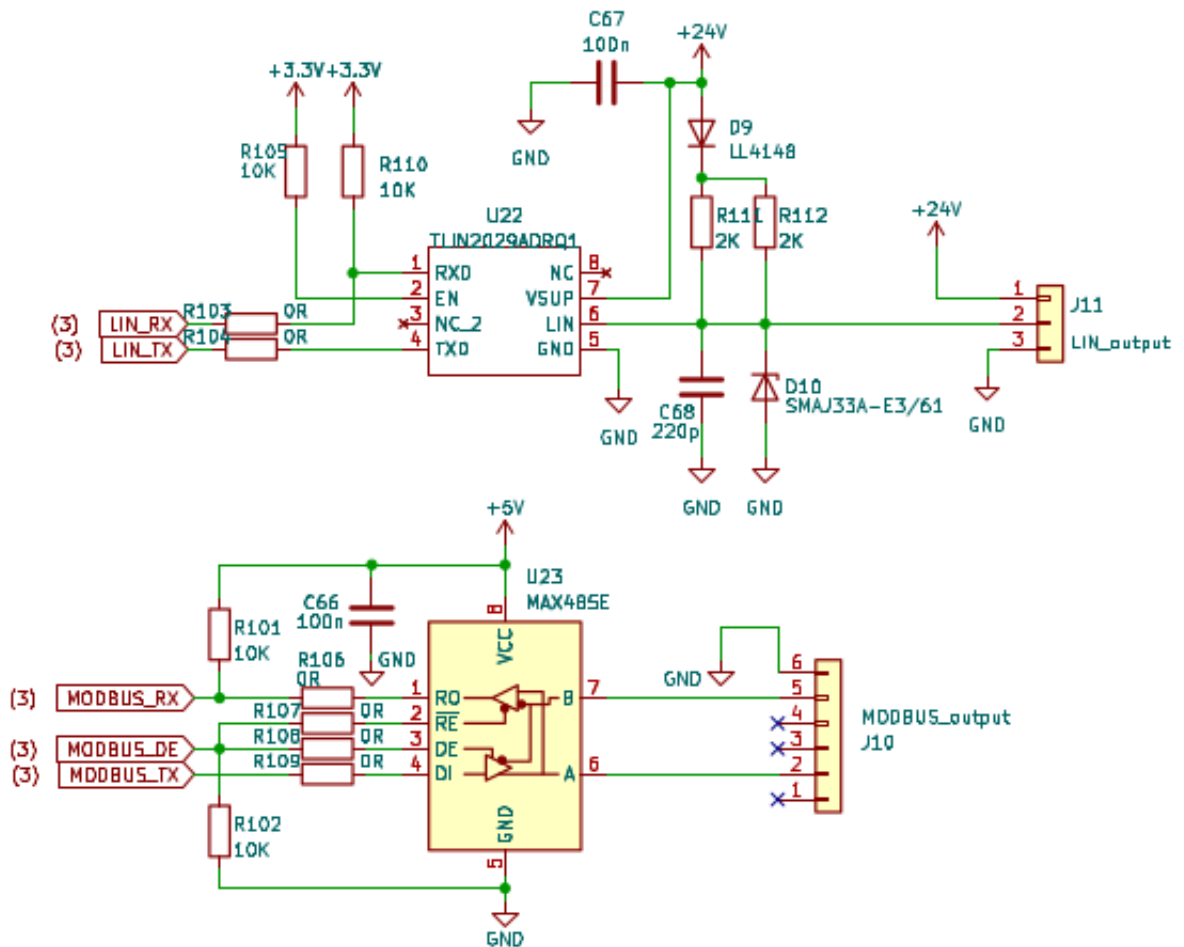 C67
100n
+24V
+3.3V +3.3V
GND
D9
LL4148
R105
10K
R110
10K
U22
TLIN2029ADRQ1
R111
2K
R112
2K
+24V
1 RXD
NC 8
2 EN
VSUP 7
3 NC_2
LIN 6
4 TXD
GND 5
(3) LIN_RX R103 0R
(3) LIN_TX R104 0R
1
2
3
J11
LIN_output
GND
D10
SMAJ33A-E3/61
C68
220p
GND
GND
GND
+5V
U23
MAX485E
C66
100n
GND
8
VCC
R101
10K
R106
0R
(3) MODBUS_RX
1 RO
B 7
R107 0R
2 RE
(3) MODBUS_DE
R108 0R
3 DE
(3) MODBUS_TX
R109 0R
4 DI
A 6
GND
5
R102
10K
GND
GND
6
5
4
3
2
1
MODBUS_output
J10